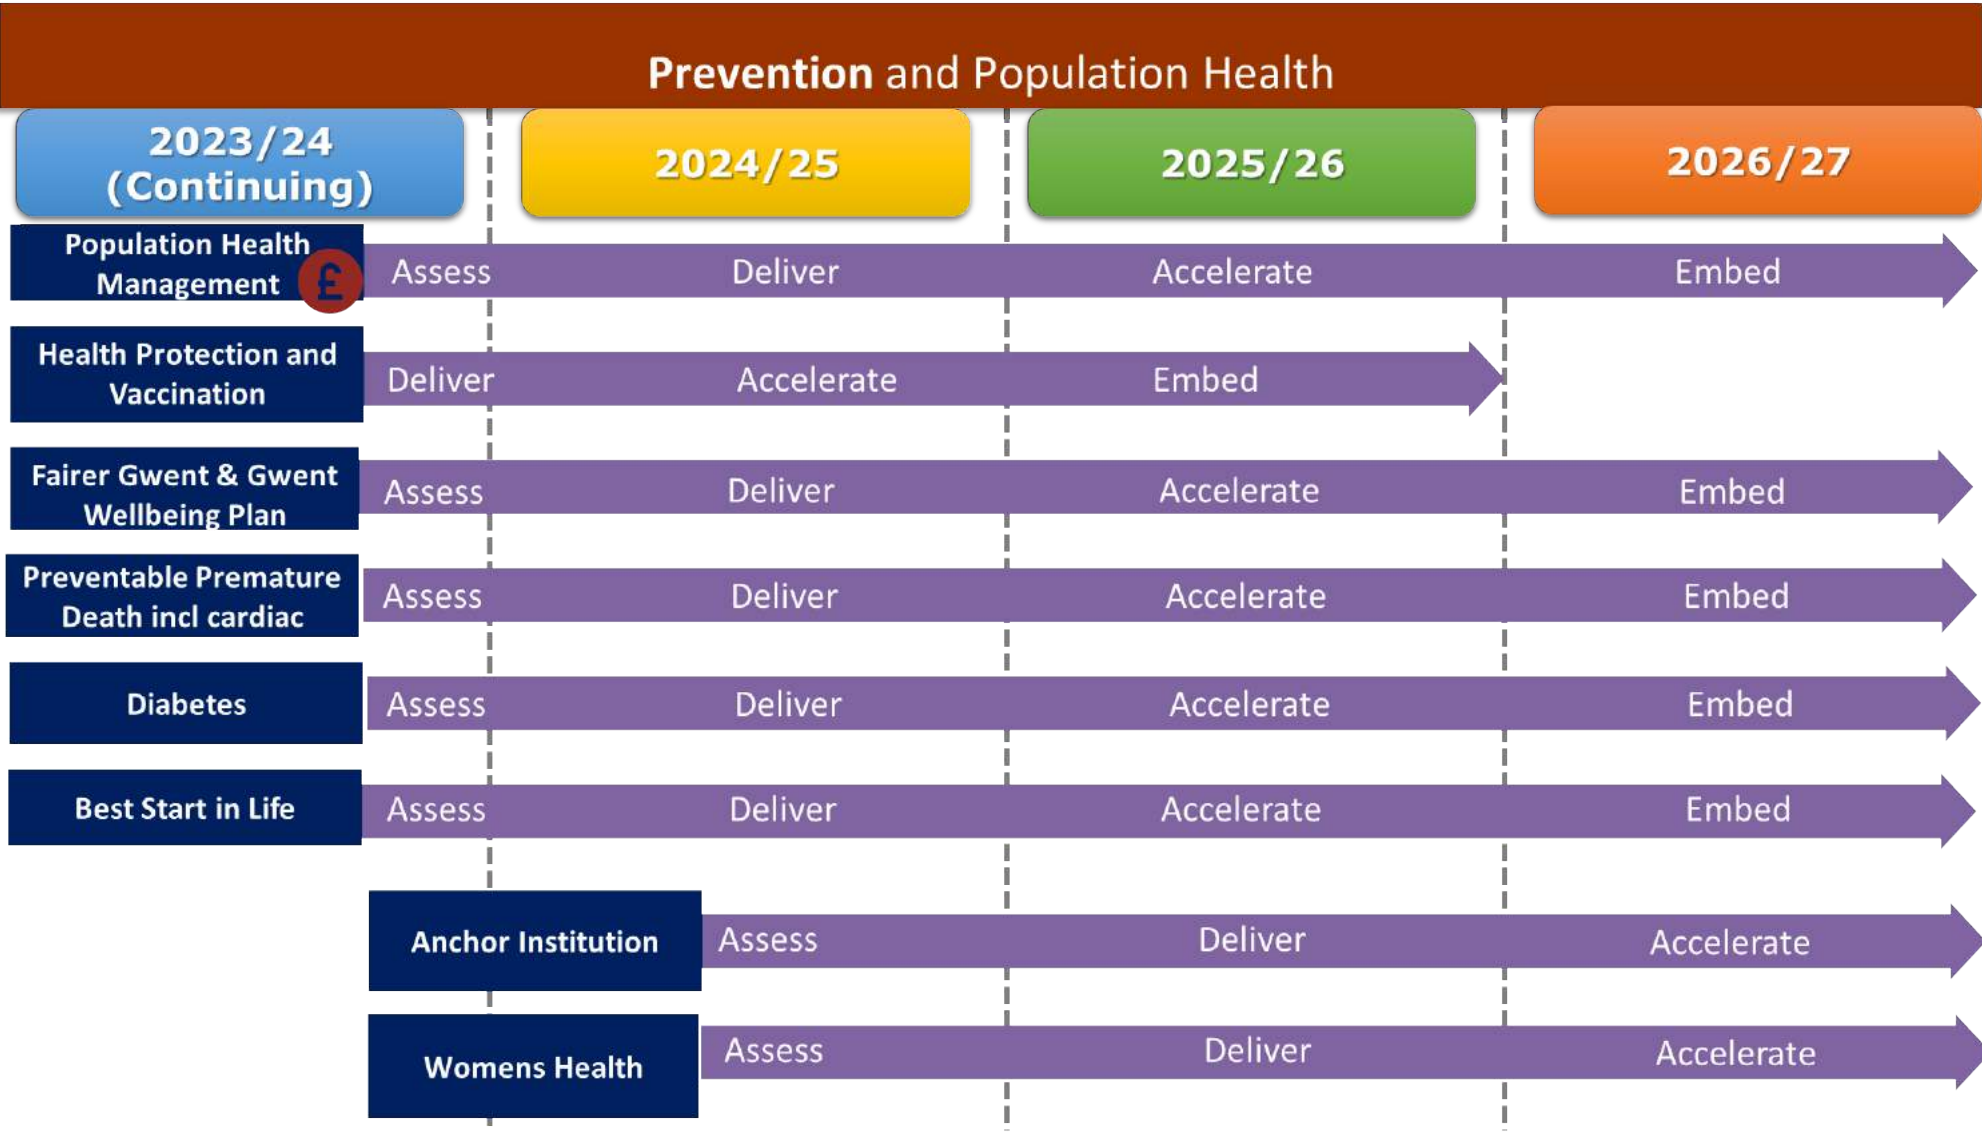 Prevention and Population Health
2023/24
(Continuing)
2024/25
2025/26
2026/27
Population Health
Management
£
Assess
Deliver
Accelerate
Embed
Health Protection and
Vaccination
Deliver
Accelerate
Embed
Fairer Gwent & Gwent
Wellbeing Plan
Assess
Deliver
Accelerate
Embed
Preventable Premature
Death incl cardiac
Assess
Deliver
Accelerate
Embed
Diabetes
Assess
Deliver
Accelerate
Embed
Best Start in Life
Assess
Deliver
Accelerate
Embed
Anchor Institution
Assess
Deliver
Accelerate
Womens Health
Assess
Deliver
Accelerate